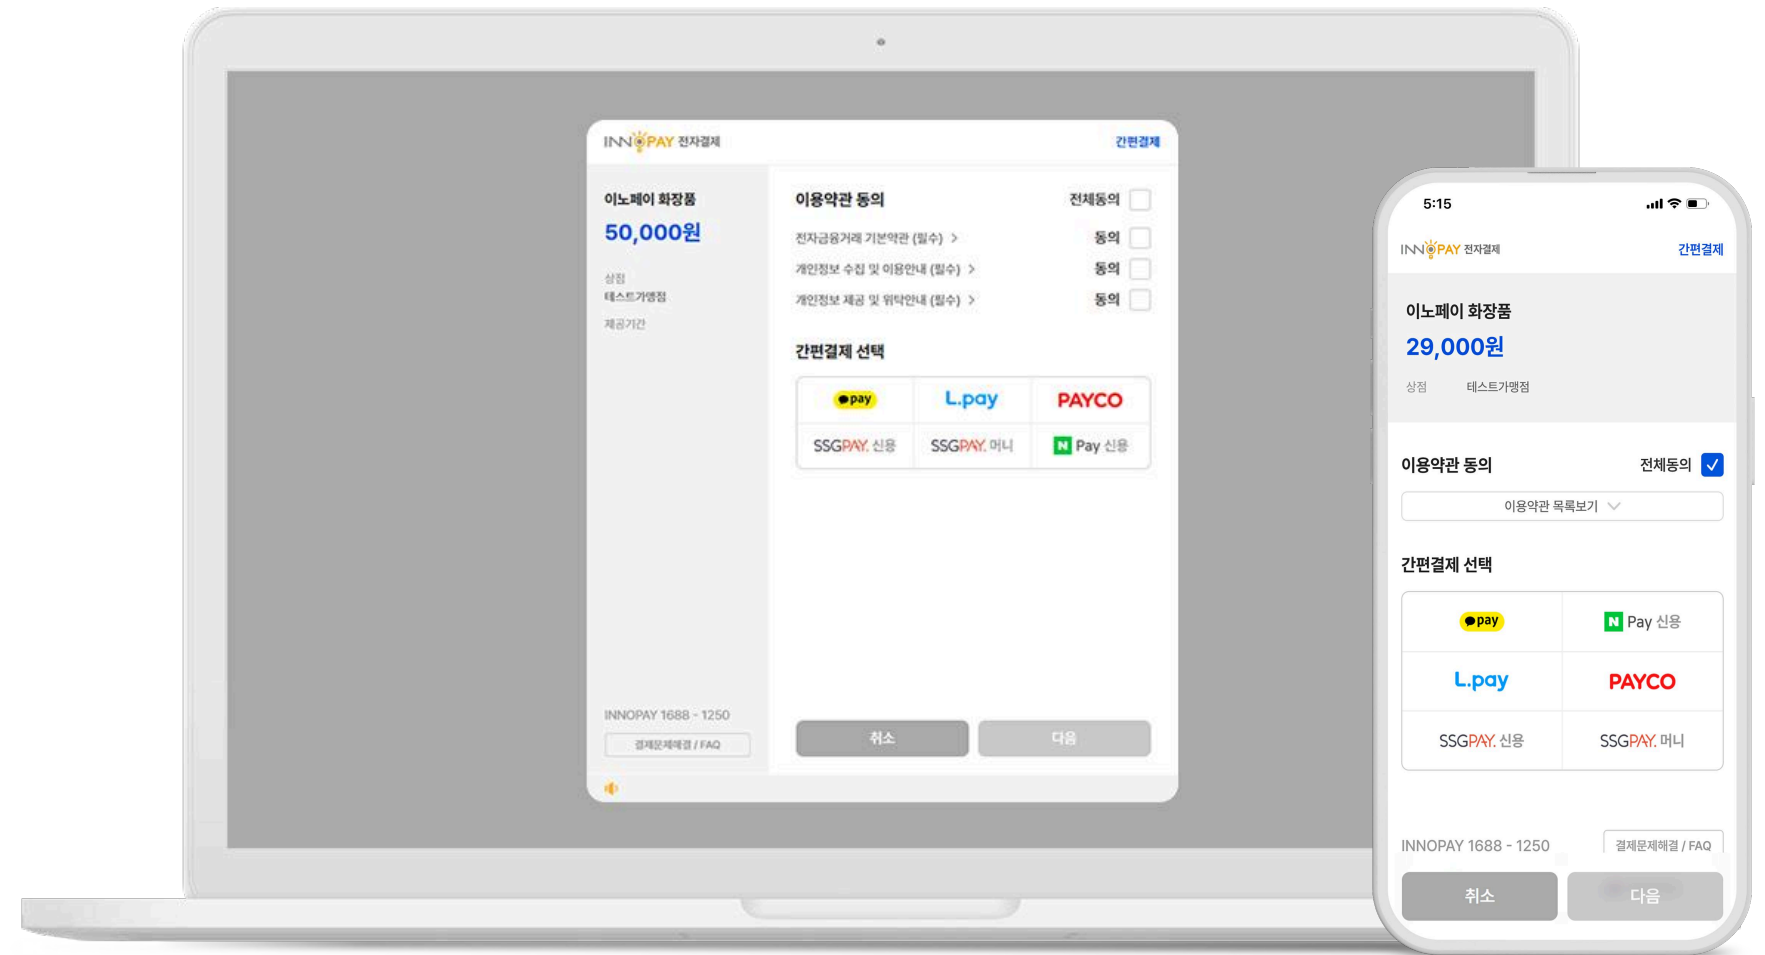 INNOPAY 전자결제
간편결제
이노페이 화장품
50,000원
상점
테스트가맹점
제공기간
이용약관 동의 전체동의
전자금융거래 기본약관 (필수) > 동의
개인정보 수집 및 이용안내 (필수) > 동의
개인정보 제공 및 위탁안내 (필수) > 동의
간편결제 선택
pay L.pay PAYCO
SSGPAY. 신용 SSGPAY. 머니 N Pay 신용
INNOPAY 1688 - 1250
결제문제해결 / FAQ
취소 다음
5:15
INNOPAY 전자결제
간편결제
이노페이 화장품
29,000원
상점 테스트가맹점
이용약관 동의 전체동의
이용약관 목록보기
간편결제 선택
pay N Pay 신용
L.pay PAYCO
SSGPAY. 신용 SSGPAY. 머니
INNOPAY 1688 - 1250 결제문제해결 / FAQ
취소 다음